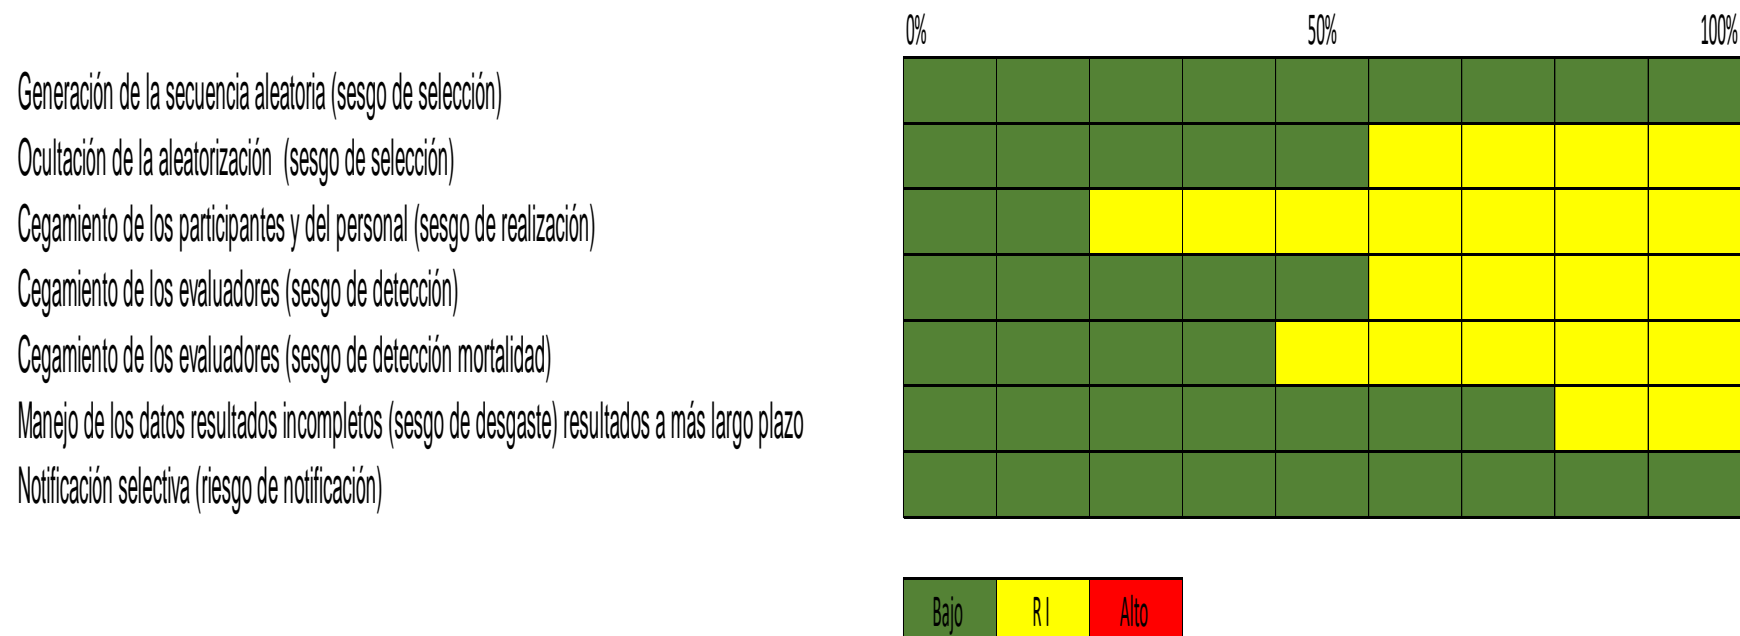 0% 50% 100%
Generación de la secuencia aleatoria (sesgo de selección)
Ocultación de la aleatorización (sesgo de selección)
Cegamiento de los participantes y del personal (sesgo de realización)
Cegamiento de los evaluadores (sesgo de detección)
Cegamiento de los evaluadores (sesgo de detección mortalidad)
Manejo de los datos resultados incompletos (sesgo de desgaste) resultados a más largo plazo
Notificación selectiva (riesgo de notificación)
Bajo R I Alto